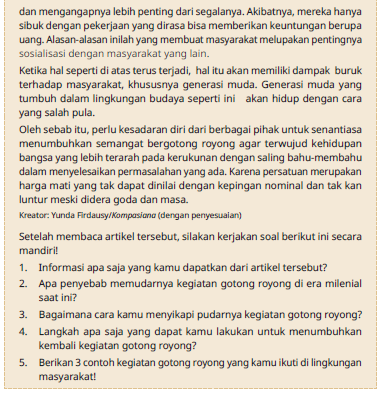 dan mengangapnya lebih penting dari segalanya. Akibatnya, mereka hanya
sibuk dengan pekerjaan yang dirasa bisa memberikan keuntungan berupa
uang. Alasan-alasan inilah yang membuat masyarakat melupakan pentingnya
sosialisasi dengan masyarakat yang lain.
Ketika hal seperti di atas terus terjadi, hal itu akan memiliki dampak buruk
terhadap masyarakat, khususnya generasi muda. Generasi muda yang
tumbuh dalam lingkungan budaya seperti ini akan hidup dengan cara
yang salah pula.
Oleh sebab itu, perlu kesadaran diri dari berbagai pihak untuk senantiasa
menumbuhkan semangat bergotong royong agar terwujud kehidupan
bangsa yang lebih terarah pada kerukunan dengan saling bahu-membahu
dalam menyelesaikan permasalahan yang ada. Karena persatuan merupakan
harga mati yang tak dapat dinilai dengan kepingan nominal dan tak kan
luntur meski didera goda dan masa.
Kreator: Yunda Firdausy/Kompasiana (dengan penyesualan)
Setelah membaca artikel tersebut, silakan kerjakan soal berikut ini secara
mandiri!
1. Informasi apa saja yang kamu dapatkan dari artikel tersebut?
2. Apa penyebab memudarnya kegiatan gotong royong di era milenial
saat ini?
3. Bagaimana cara kamu menyikapi pudarnya kegiatan gotong royong?
4. Langkah apa saja yang dapat kamu lakukan untuk menumbuhkan
kembali kegiatan gotong royong?
5. Berikan 3 contoh kegiatan gotong royong yang kamu ikuti di lingkungan
masyarakat!